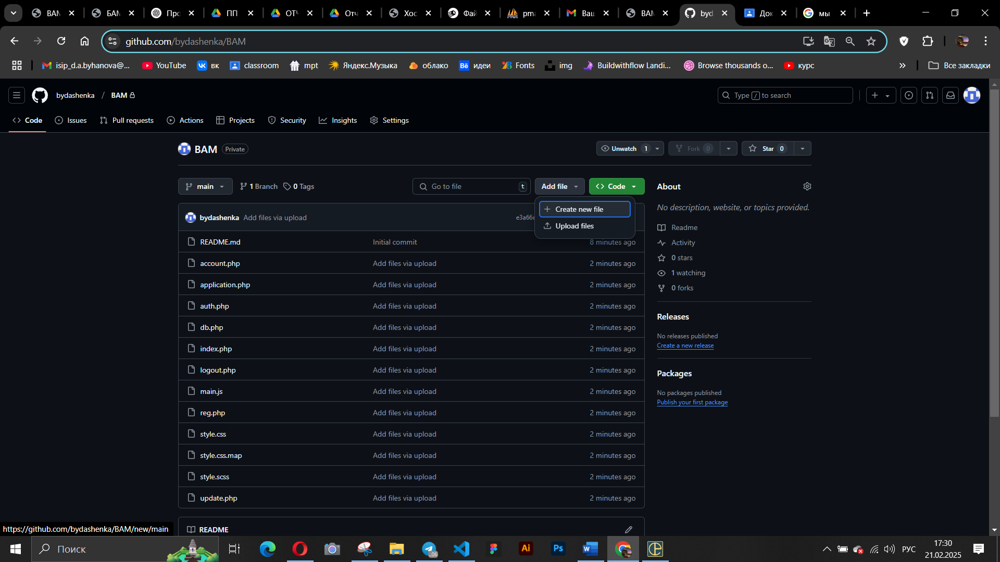 BAM
БАМ
Про
ПП
ОТЧ
Отч
Хос
Фай
pma
Ваш
BAM
byd
Док
мы
github.com/bydashenka/BAM
isip_d.a.byhanova@...
YouTube
вк
classroom
mpt
Яндекс.Музыка
облако
Bē идеи
Fonts
img
Buildwithflow Landi...
Browse thousands o...
курс
Все закладки
bydashenka / BAM
Type / to search
Code
Issues
Pull requests
Actions
Projects
Security
Insights
Settings
BAM Private
Unwatch 1
Fork 0
Star 0
main
1 Branch
0 Tags
Go to file t
Add file
Code
About
Create new file
Upload files
No description, website, or topics provided.
bydashenka Add files via upload e3a66e
Readme
README.md Initial commit 8 minutes ago
Activity
0 stars
account.php Add files via upload 2 minutes ago
1 watching
application.php Add files via upload 2 minutes ago
0 forks
auth.php Add files via upload 2 minutes ago
Releases
db.php Add files via upload 2 minutes ago
No releases published
Create a new release
index.php Add files via upload 2 minutes ago
logout.php Add files via upload 2 minutes ago
Packages
main.js Add files via upload 2 minutes ago
No packages published
Publish your first package
reg.php Add files via upload 2 minutes ago
style.css Add files via upload 2 minutes ago
style.css.map Add files via upload 2 minutes ago
style.scss Add files via upload 2 minutes ago
update.php Add files via upload 2 minutes ago
README
https://github.com/bydashenka/BAM/new/main
Поиск
.06
Ai
Ps
РУС
17:30
21.02.2025